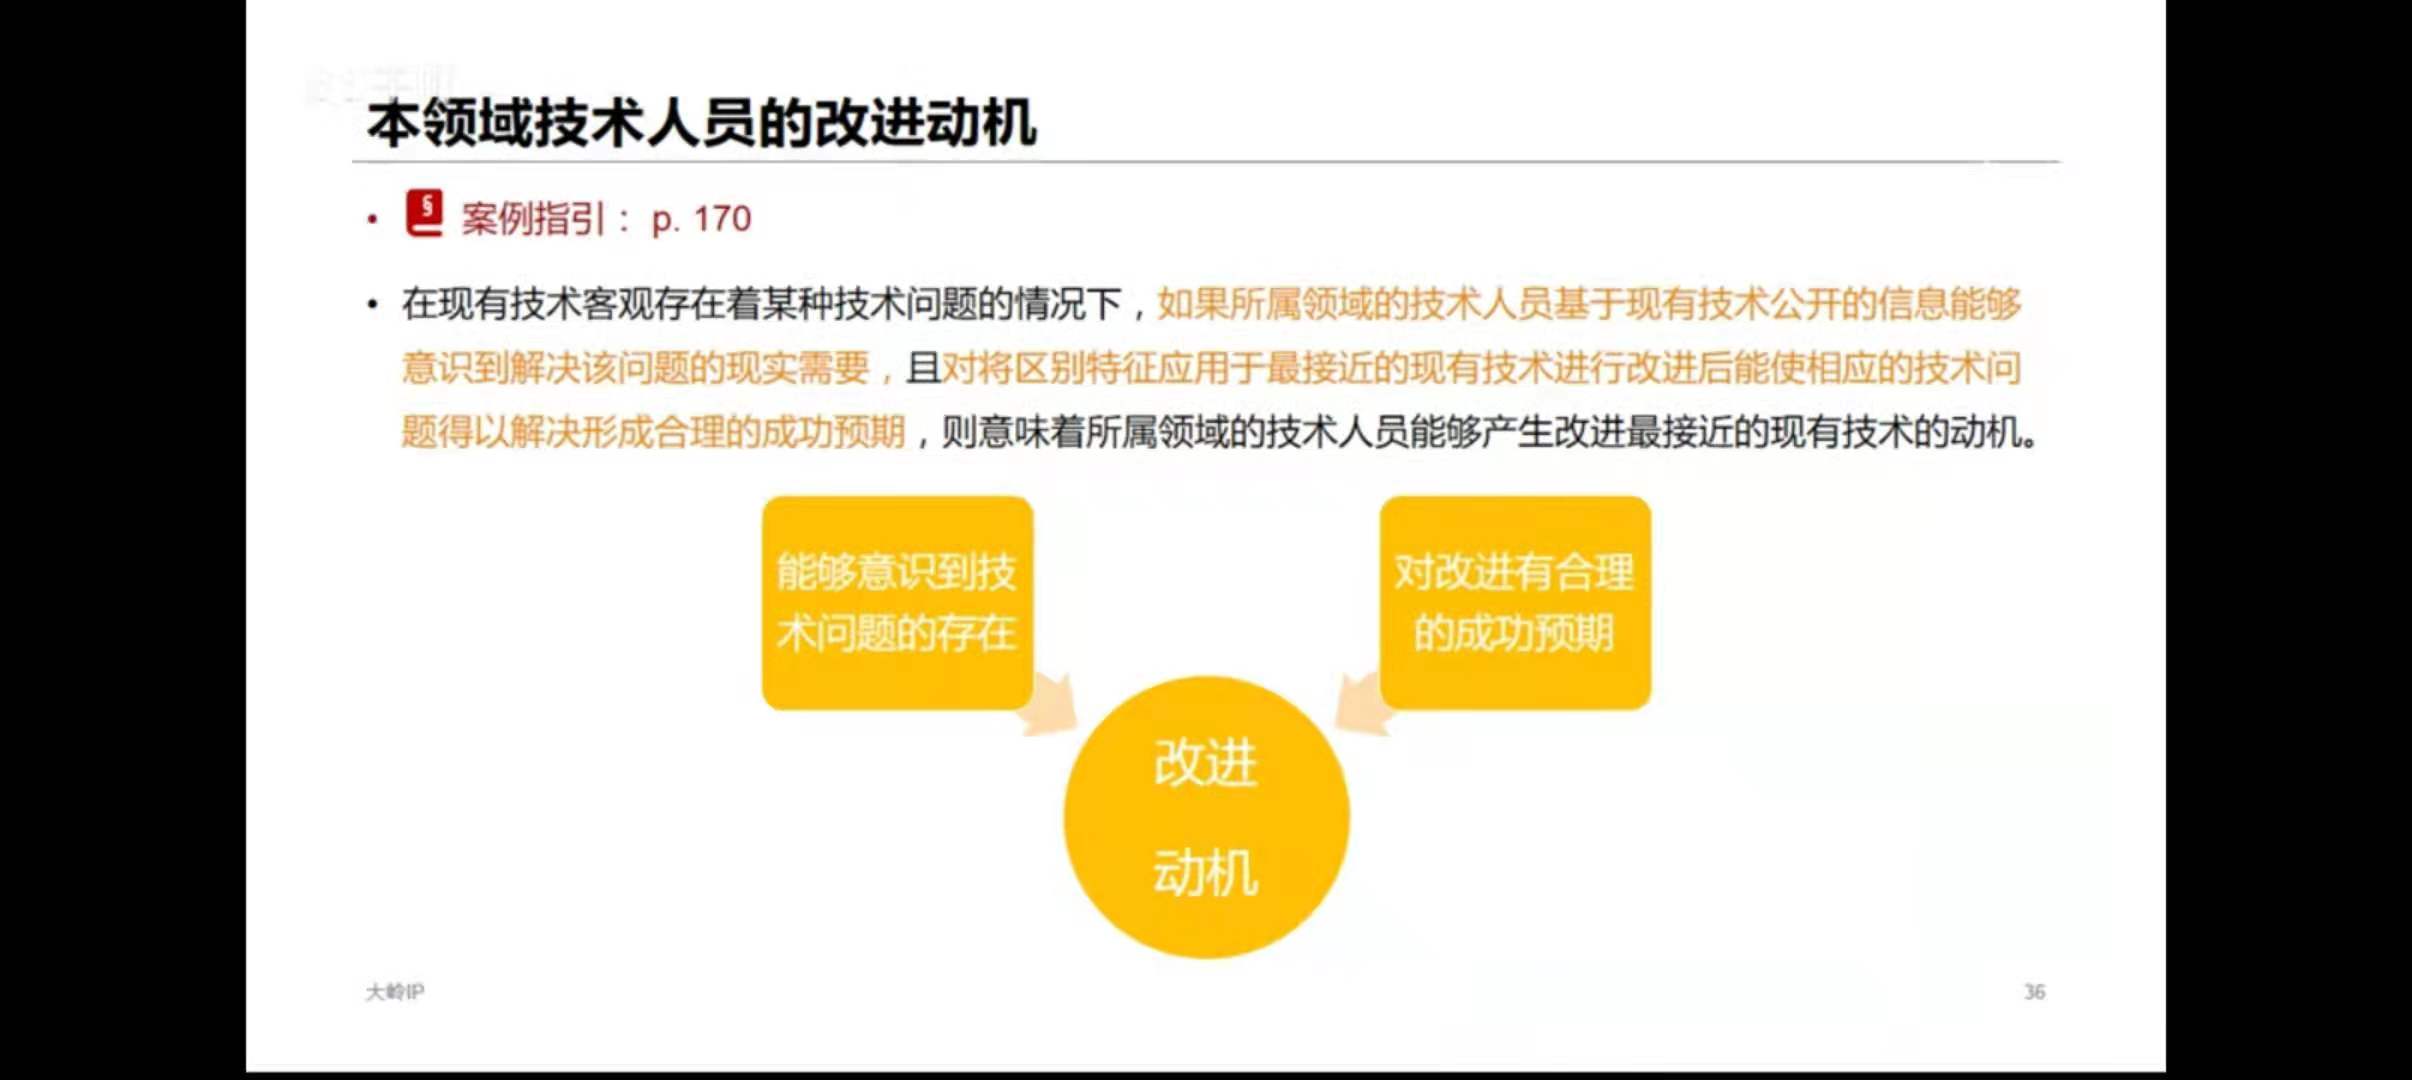 本领域技术人员的改进动机
• § 案例指引： p. 170
• 在现有技术客观存在着某种技术问题的情况下，如果所属领域的技术人员基于现有技术公开的信息能够
意识到解决该问题的现实需要，且对将区别特征应用于最接近的现有技术进行改进后能使相应的技术问
题得以解决形成合理的成功预期，则意味着所属领域的技术人员能够产生改进最接近的现有技术的动机。
能够意识到技
术问题的存在
对改进有合理
的成功预期
改进
动机
大岭IP
36